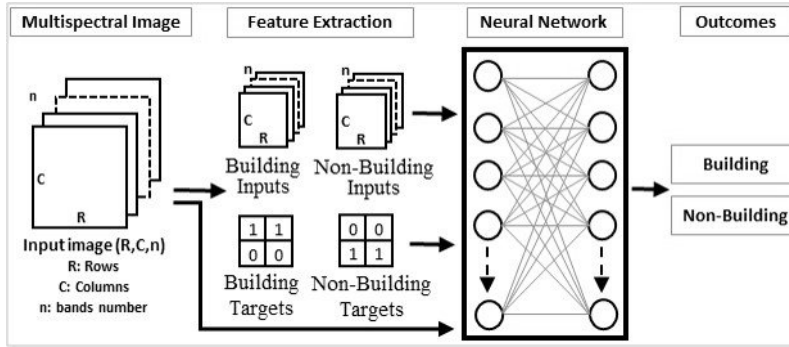 Multispectral Image
Feature Extraction
Neural Network
Outcomes
n
C
R
Input image (R,C,n)
R: Rows
C: Columns
n: bands number
n
C
R
Building
Inputs
n
C
R
Non-Building
Inputs
1 1
0 0
Building
Targets
0 0
1 1
Non-Building
Targets
Building
Non-Building